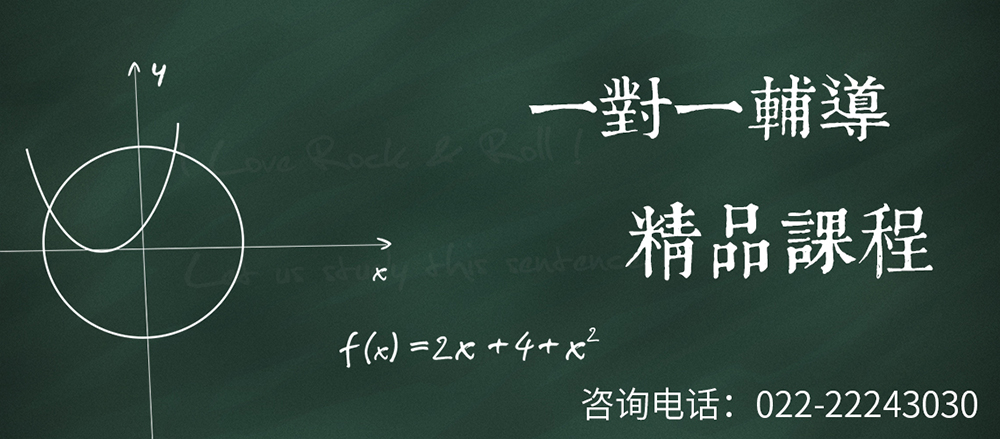 y
一對一輔導
I Love Rock & Roll !
精品課程
Let us study this sentence
x
f(x) = 2x + 4 + x²
咨询电话：022-22243030